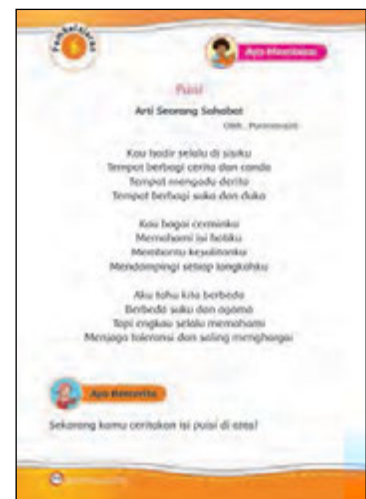 Pembelajaran
Ayo Membaca
Puisi
Arti Seorang Sahabat
Oleh :
Kau hadir selalu di sisiku
Tempat berbagi cerita dan canda
Tempat mengadu derita
Tempat berbagi suka dan duka
Kau bagai cerminku
Memahami isi hatiku
Membantu kesulitanku
Mendampingi setiap langkahku
Aku tahu kita berbeda
Berbeda suku dan agama
Tapi engkau selalu memahami
Menjaga toleransi dan saling menghargai
Ayo Bercerita
Sekarang kamu ceritakan isi puisi di atas!